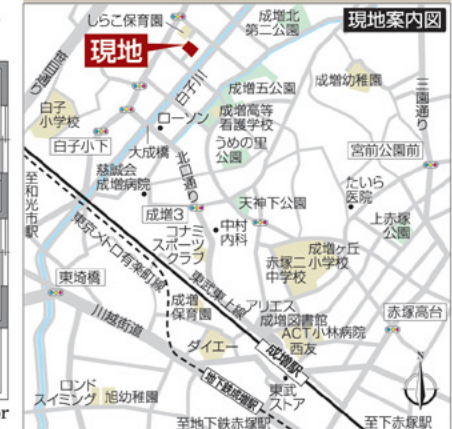 現地案内図
しらこ保育園
成増北
第二公園
現地
笹目通り
白子川
成増五公園
成増幼稚園
三園通り
白子
小学校
ローソン
成増高等
看護学校
白子小下
大成橋
北口通り
うめの里
公園
宮前公園前
慈誠会
成増病院
至和光市駅
成増3
天神下公園
たいら
医院
コナミ
スポーツ
クラブ
中村
内科
上赤塚
公園
東京メトロ有楽町線
成増ヶ丘
小学校
赤塚二
中学校
東埼橋
東武東上線
川越街道
成増
保育園
アリエス
成増図書館
ACT小林病院
西友
赤塚高台
ダイエー
成増駅
N
地下鉄成増駅
東武
ストア
ロンド
スイミング
旭幼稚園
至地下鉄赤塚駅
至下赤塚駅
or